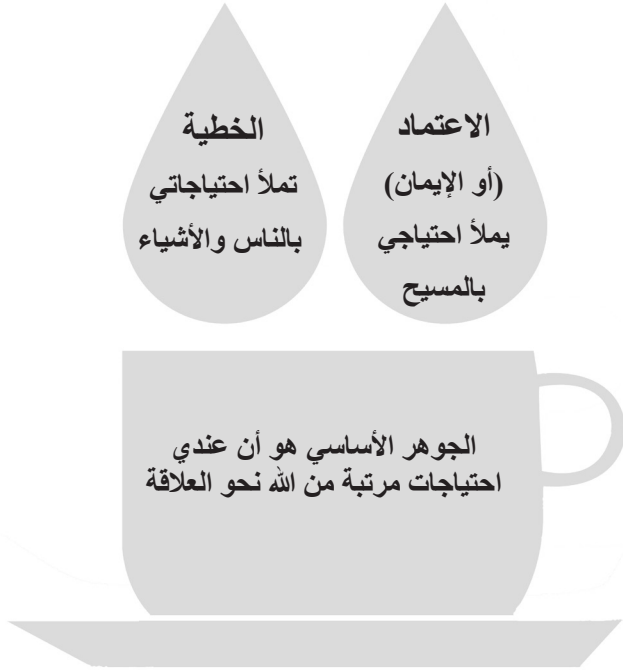 الاعتماد
(أو الإيمان)
يملأ احتياجي
بالمسيح
الخطية
تملأ احتياجاتي
بالناس والأشياء
الجوهر الأساسي هو أن عندي
احتياجات مرتبة من الله نحو العلاقة